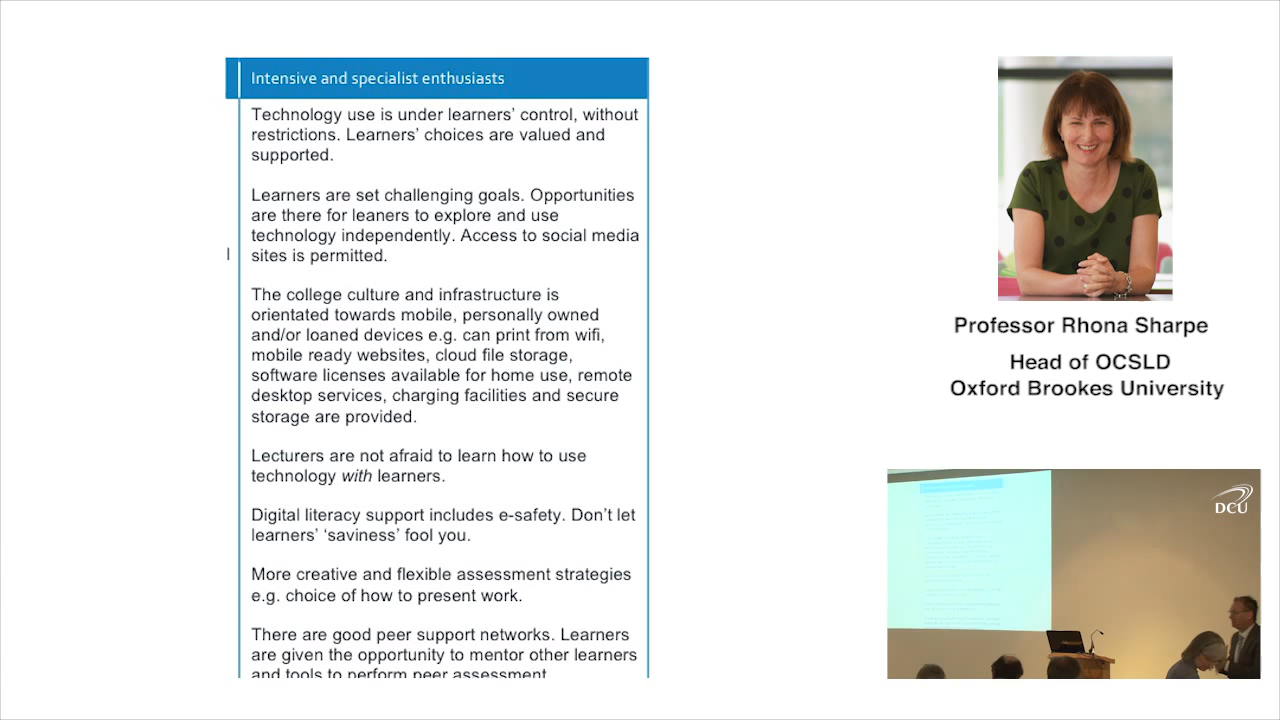 Intensive and specialist enthusiasts
Technology use is under learners’ control, without
restrictions. Learners’ choices are valued and
supported.
Learners are set challenging goals. Opportunities
are there for leaners to explore and use
technology independently. Access to social media
sites is permitted.
The college culture and infrastructure is
orientated towards mobile, personally owned
and/or loaned devices e.g. can print from wifi,
mobile ready websites, cloud file storage,
software licenses available for home use, remote
desktop services, charging facilities and secure
storage are provided.
Lecturers are not afraid to learn how to use
technology with learners.
Digital literacy support includes e-safety. Don’t let
learners’ ‘saviness’ fool you.
More creative and flexible assessment strategies
e.g. choice of how to present work.
There are good peer support networks. Learners
are given the opportunity to mentor other learners
and tools to perform peer assessment
Professor Rhona Sharpe
Head of OCSLD
Oxford Brookes University
DCU